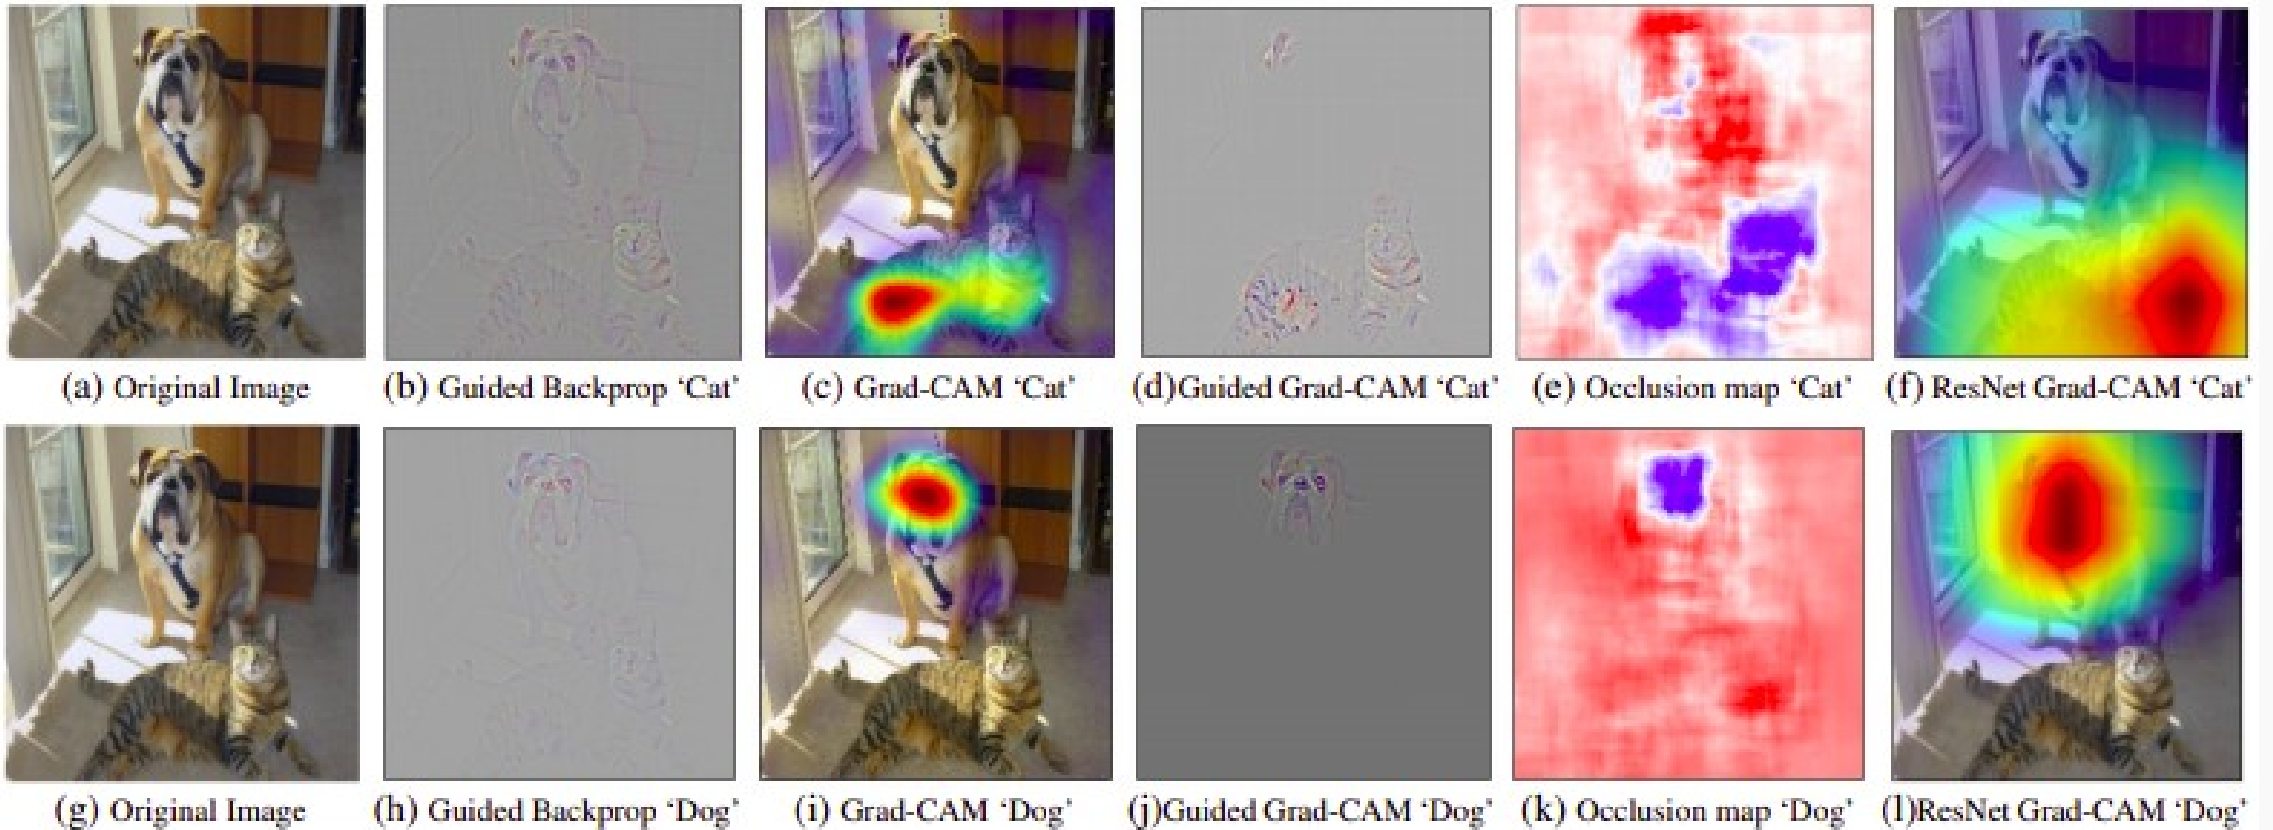 (a) Original Image (b) Guided Backprop ‘Cat’ (c) Grad-CAM ‘Cat’ (d)Guided Grad-CAM ‘Cat’ (e) Occlusion map ‘Cat’ (f) ResNet Grad-CAM ‘Cat’
(g) Original Image (h) Guided Backprop ‘Dog’ (i) Grad-CAM ‘Dog’ (j)Guided Grad-CAM ‘Dog’ (k) Occlusion map ‘Dog’ (l)ResNet Grad-CAM ‘Dog’